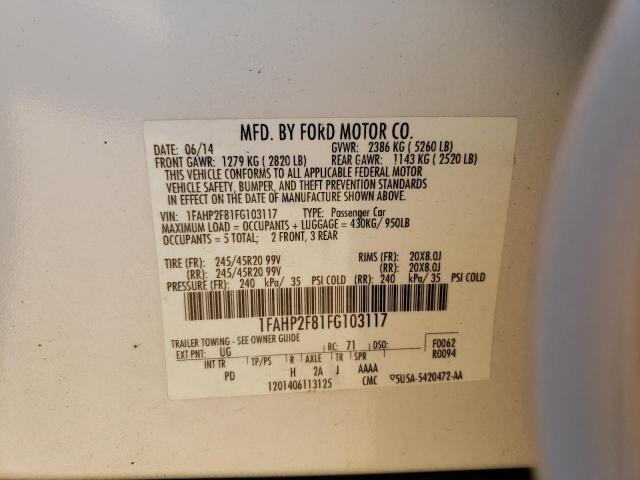 MFD. BY FORD MOTOR CO.
DATE: 06/14 GVWR: 2386 KG ( 5260 LB)
FRONT GAWR: 1279 KG ( 2820 LB) REAR GAWR: 1143 KG ( 2520 LB)
THIS VEHICLE CONFORMS TO ALL APPLICABLE FEDERAL MOTOR
VEHICLE SAFETY, BUMPER, AND THEFT PREVENTION STANDARDS
IN EFFECT ON THE DATE OF MANUFACTURE SHOWN ABOVE.
VIN: 1FAHP2F81FG103117 TYPE: Passenger Car
MAXIMUM LOAD = OCCUPANTS + LUGGAGE = 430KG/ 950LB
OCCUPANTS = 5 TOTAL; 2 FRONT, 3 REAR
TIRE (FR): 245/45R20 99V RIMS (FR): 20X8.0J
(RR): 245/45R20 99V (RR): 20X8.0J
PRESSURE (FR): 240 kPa/ 35 PSI COLD (RR): 240 kPa/ 35 PSI COLD
1FAHP2F81FG103117
TRAILER TOWING - SEE OWNER GUIDE
EXT PNT: UG RC: 71 DSO: F0062
R0094
INT TR TP/PS R AXLE TR SPR
PD H 2A J AAAA
1201406113125 CMC ▽5U5A-5420472-AA